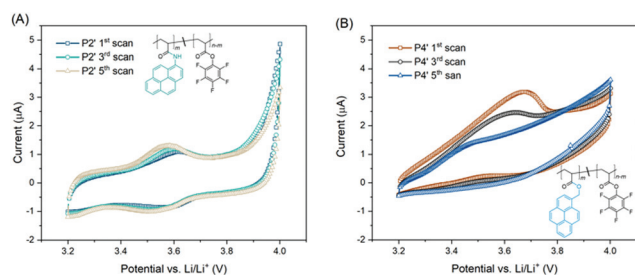 (A)
P2' 1st scan
P2' 3rd scan
P2' 5th scan
m
n-m
O
NH
O
O
F
F
F
F
F
5
4
3
2
1
0
-1
-2
Current (μA)
3.2
3.4
3.6
3.8
4.0
Potential vs. Li/Li+ (V)
(B)
P4' 1st scan
P4' 3rd scan
P4' 5th san
6
5
4
3
2
1
0
-1
-2
Current (μA)
m
n-m
O
O
O
O
F
F
F
F
F
3.2
3.4
3.6
3.8
4.0
Potential vs. Li/Li+ (V)